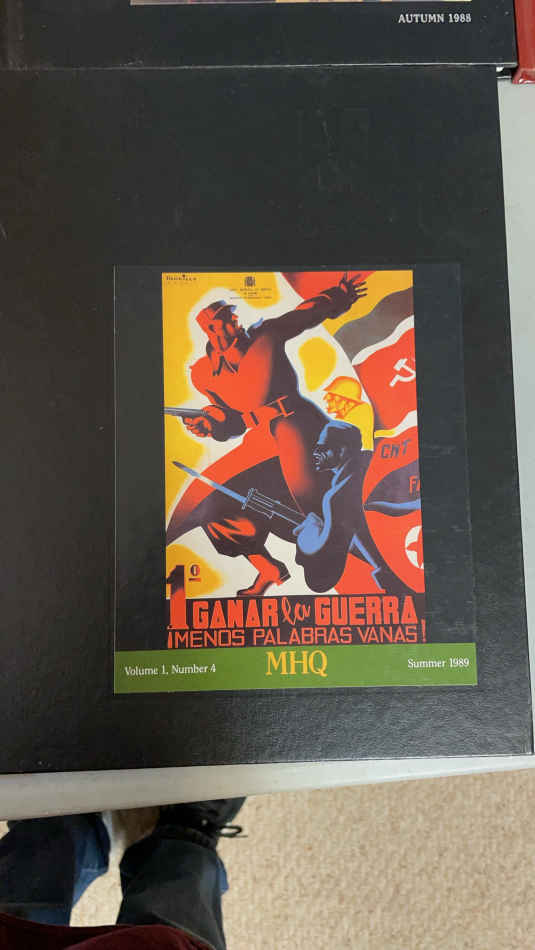 AUTUMN 1988
CNT
1º GANAR la GUERRA
¡MENOS PALABRAS VANAS!
Volume 1, Number 4
MHQ
Summer 1989